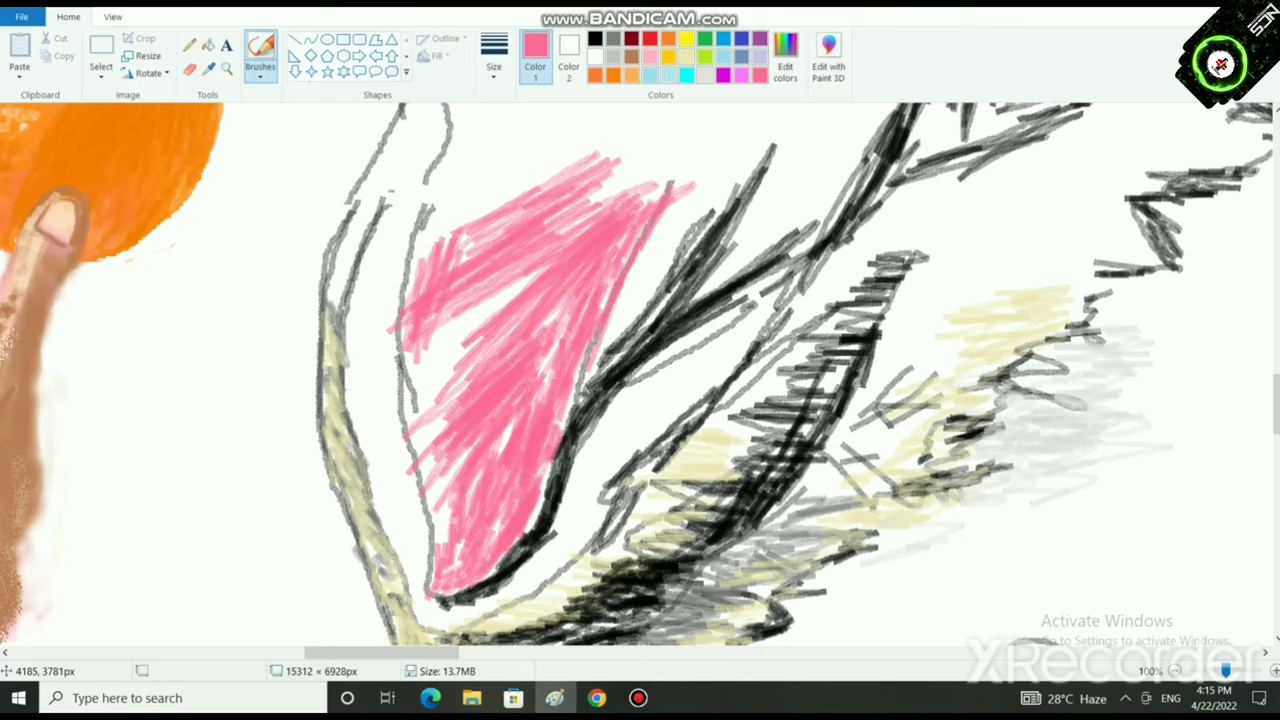 www.BANDICAM.com
File
Home
View
Cut
Copy
Paste
Clipboard
Crop
Resize
Rotate
Select
Image
Tools
Brushes
Shapes
Outline
Fill
Size
Color
1
Color
2
Edit
colors
Edit with
Paint 3D
Colors
Activate Windows
Go to Settings to activate Windows.
XRecorder
4185, 3781px
15312 × 6928px
Size: 13.7MB
100%
Type here to search
28°C Haze
ENG
4:15 PM
4/22/2022